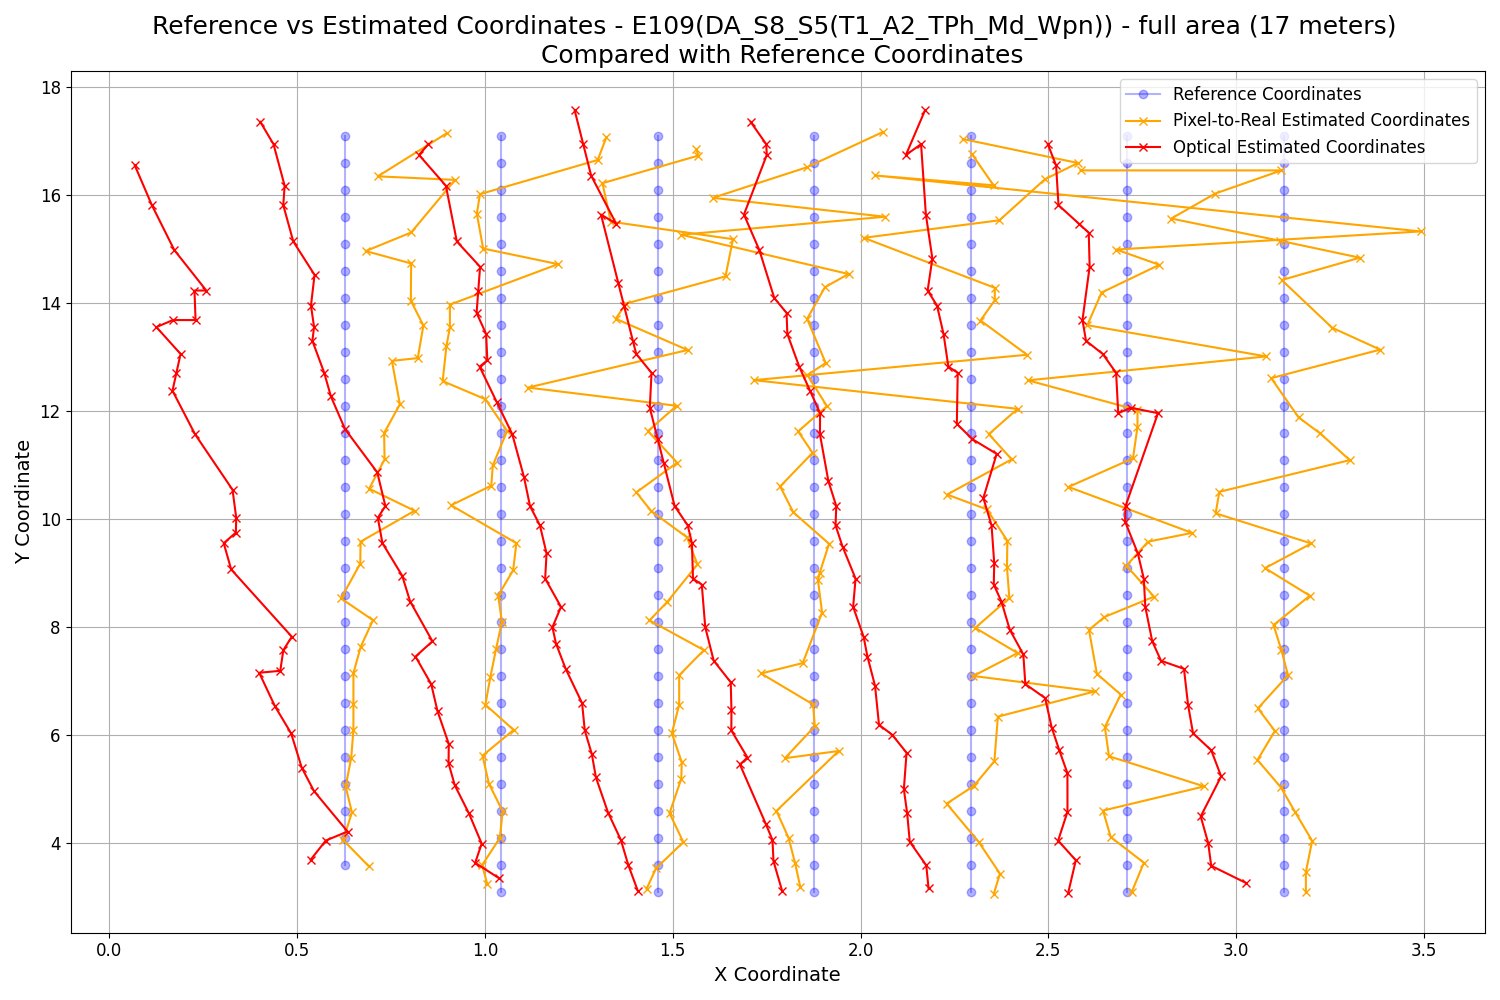 Reference vs Estimated Coordinates - E109(DA_S8_S5(T1_A2_TPh_Md_Wpn)) - full area (17 meters)
Compared with Reference Coordinates
Reference Coordinates
Pixel-to-Real Estimated Coordinates
Optical Estimated Coordinates
Y Coordinate
18
16
14
12
10
8
6
4
0.0 0.5 1.0 1.5 2.0 2.5 3.0 3.5
X Coordinate